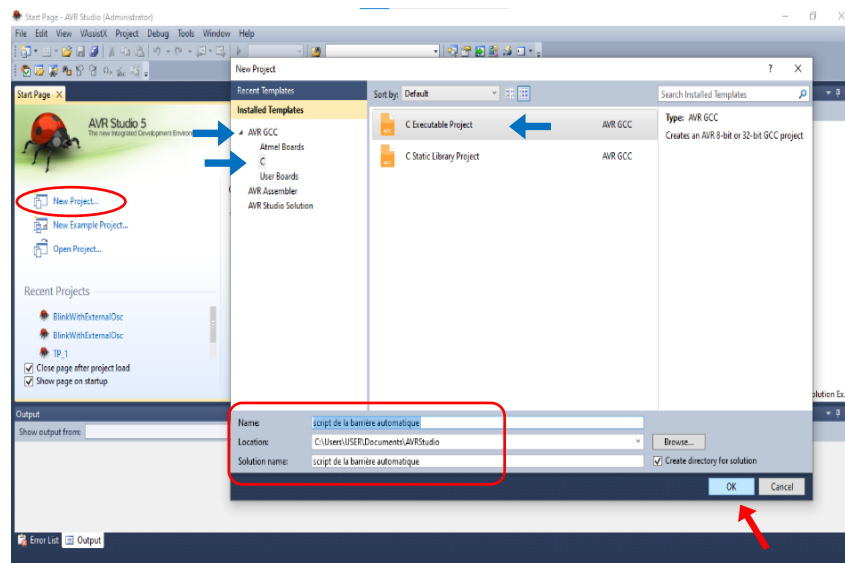 Start Page - AVR Studio (Administrator)
File Edit View VAssistX Project Debug Tools Window Help
New Project
? X
Start Page X
Recent Templates
Installed Templates
AVR GCC
Atmel Boards
C
User Boards
AVR Assembler
AVR Studio Solution
Sort by: Default
Search Installed Templates
C Executable Project AVR GCC
C Static Library Project AVR GCC
Type: AVR GCC
Creates an AVR 8-bit or 32-bit GCC project
AVR Studio 5
The new Integrated Development Environ
New Project...
New Example Project...
Open Project...
Recent Projects
BlinkWithExternalOsc
BlinkWithExternalOsc
TP_1
Close page after project load
Show page on startup
olution Ex
Output
Show output from:
Name: script de la barrière automatique
Location: C:\Users\USER\Documents\AVRStudio
Browse...
Solution name: script de la barrière automatique
Create directory for solution
OK Cancel
Error List Output